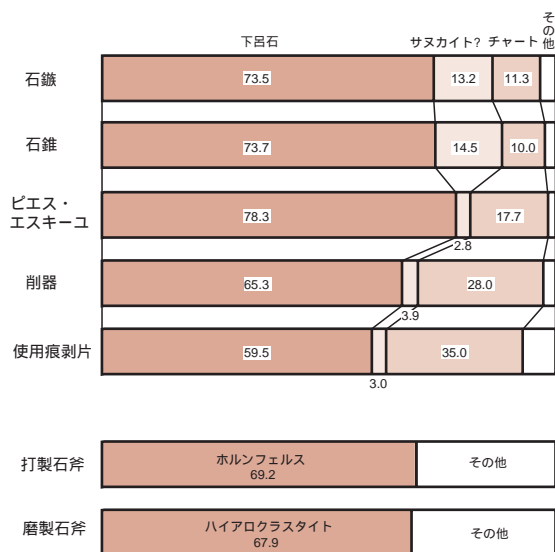 下呂石 サヌカイト? チャート その他
石鏃 73.5 13.2 11.3
石錐 73.7 14.5 10.0
ピエス・
エスキーユ 78.3 17.7
2.8
削器 65.3 28.0
3.9
使用痕剥片 59.5 35.0
3.0
打製石斧 ホルンフェルス その他
69.2
磨製石斧 ハイアロクラスタイト その他
67.9